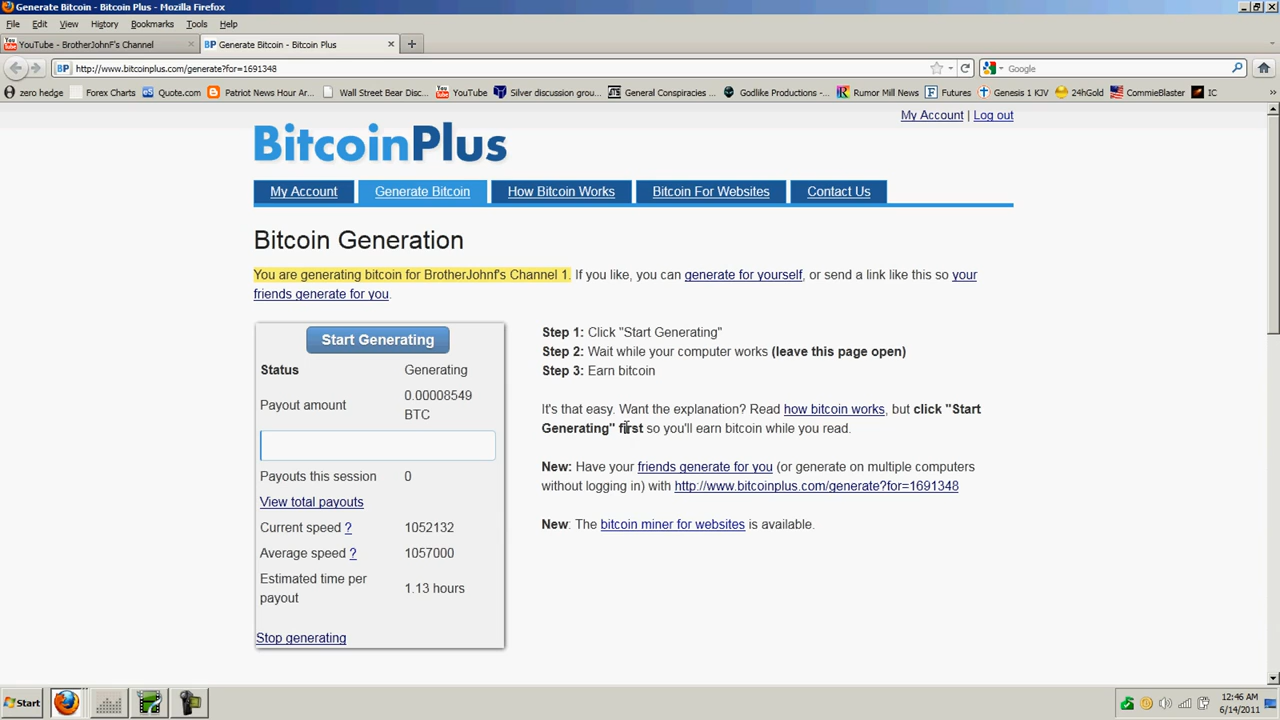 Generate Bitcoin - Bitcoin Plus - Mozilla Firefox
File Edit View History Bookmarks Tools Help
YouTube - BrotherJohnF's Channel
BP Generate Bitcoin - Bitcoin Plus
BP http://www.bitcoinplus.com/generate?for=1691348
Google
zero hedge Forex Charts Quote.com Patriot News Hour Ar... Wall Street Bear Disc... YouTube Silver discussion grou... General Conspiracies ... Godlike Productions -... Rumor Mill News Futures Genesis 1 KJV 24hGold CommieBlaster IC
My Account | Log out
BitcoinPlus
My Account Generate Bitcoin How Bitcoin Works Bitcoin For Websites Contact Us
Bitcoin Generation
You are generating bitcoin for BrotherJohnf's Channel 1. If you like, you can generate for yourself, or send a link like this so your
friends generate for you.
Start Generating
Status Generating
Payout amount 0.00008549
BTC
Payouts this session 0
View total payouts
Current speed ? 1052132
Average speed ? 1057000
Estimated time per
payout 1.13 hours
Stop generating
Step 1: Click "Start Generating"
Step 2: Wait while your computer works (leave this page open)
Step 3: Earn bitcoin
It's that easy. Want the explanation? Read how bitcoin works, but click "Start
Generating" first so you'll earn bitcoin while you read.
New: Have your friends generate for you (or generate on multiple computers
without logging in) with http://www.bitcoinplus.com/generate?for=1691348
New: The bitcoin miner for websites is available.
Start
12:46 AM
6/14/2011